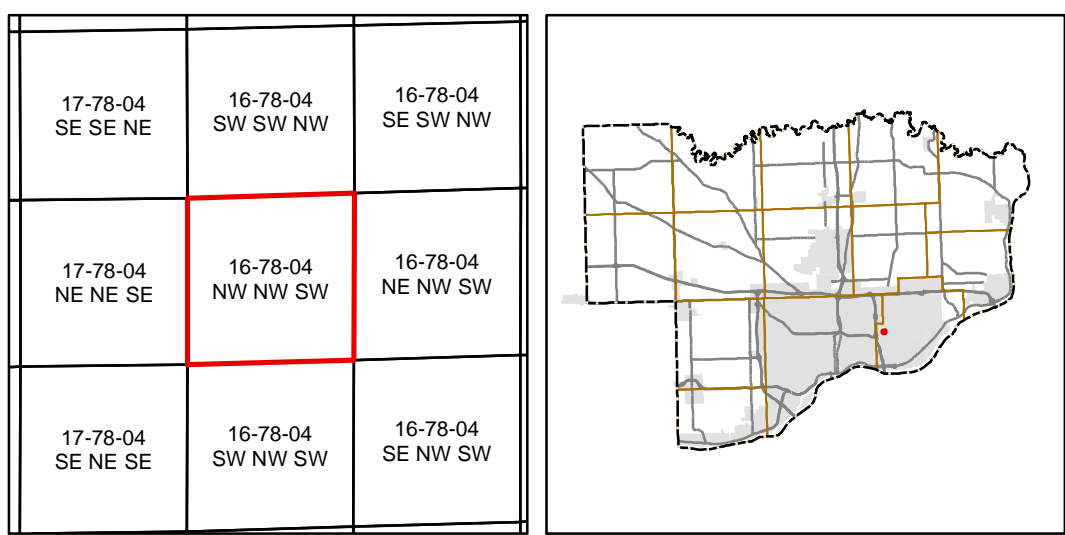 17-78-04
SE SE NE
16-78-04
SW SW NW
16-78-04
SE SW NW
17-78-04
NE NE SE
16-78-04
NW NW SW
16-78-04
NE NW SW
17-78-04
SE NE SE
16-78-04
SW NW SW
16-78-04
SE NW SW